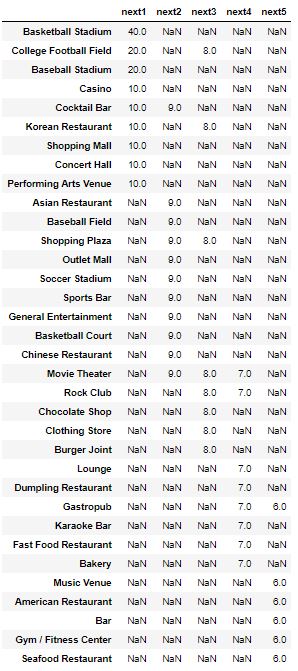 next1 next2 next3 next4 next5
Basketball Stadium 40.0 NaN NaN NaN NaN
College Football Field 20.0 NaN 8.0 NaN NaN
Baseball Stadium 20.0 NaN NaN NaN NaN
Casino 10.0 NaN NaN NaN NaN
Cocktail Bar 10.0 9.0 NaN NaN NaN
Korean Restaurant 10.0 NaN 8.0 NaN NaN
Shopping Mall 10.0 NaN NaN NaN NaN
Concert Hall 10.0 NaN NaN NaN NaN
Performing Arts Venue 10.0 NaN NaN NaN NaN
Asian Restaurant NaN 9.0 NaN NaN NaN
Baseball Field NaN 9.0 NaN NaN NaN
Shopping Plaza NaN 9.0 8.0 NaN NaN
Outlet Mall NaN 9.0 NaN NaN NaN
Soccer Stadium NaN 9.0 NaN NaN NaN
Sports Bar NaN 9.0 NaN NaN NaN
General Entertainment NaN 9.0 NaN NaN NaN
Basketball Court NaN 9.0 NaN NaN NaN
Chinese Restaurant NaN 9.0 NaN NaN NaN
Movie Theater NaN 9.0 8.0 7.0 NaN
Rock Club NaN NaN 8.0 7.0 NaN
Chocolate Shop NaN NaN 8.0 NaN NaN
Clothing Store NaN NaN 8.0 NaN NaN
Burger Joint NaN NaN 8.0 NaN NaN
Lounge NaN NaN NaN 7.0 NaN
Dumpling Restaurant NaN NaN NaN 7.0 NaN
Gastropub NaN NaN NaN 7.0 6.0
Karaoke Bar NaN NaN NaN 7.0 NaN
Fast Food Restaurant NaN NaN NaN 7.0 NaN
Bakery NaN NaN NaN 7.0 NaN
Music Venue NaN NaN NaN NaN 6.0
American Restaurant NaN NaN NaN NaN 6.0
Bar NaN NaN NaN NaN 6.0
Gym / Fitness Center NaN NaN NaN NaN 6.0
Seafood Restaurant NaN NaN NaN NaN 6.0